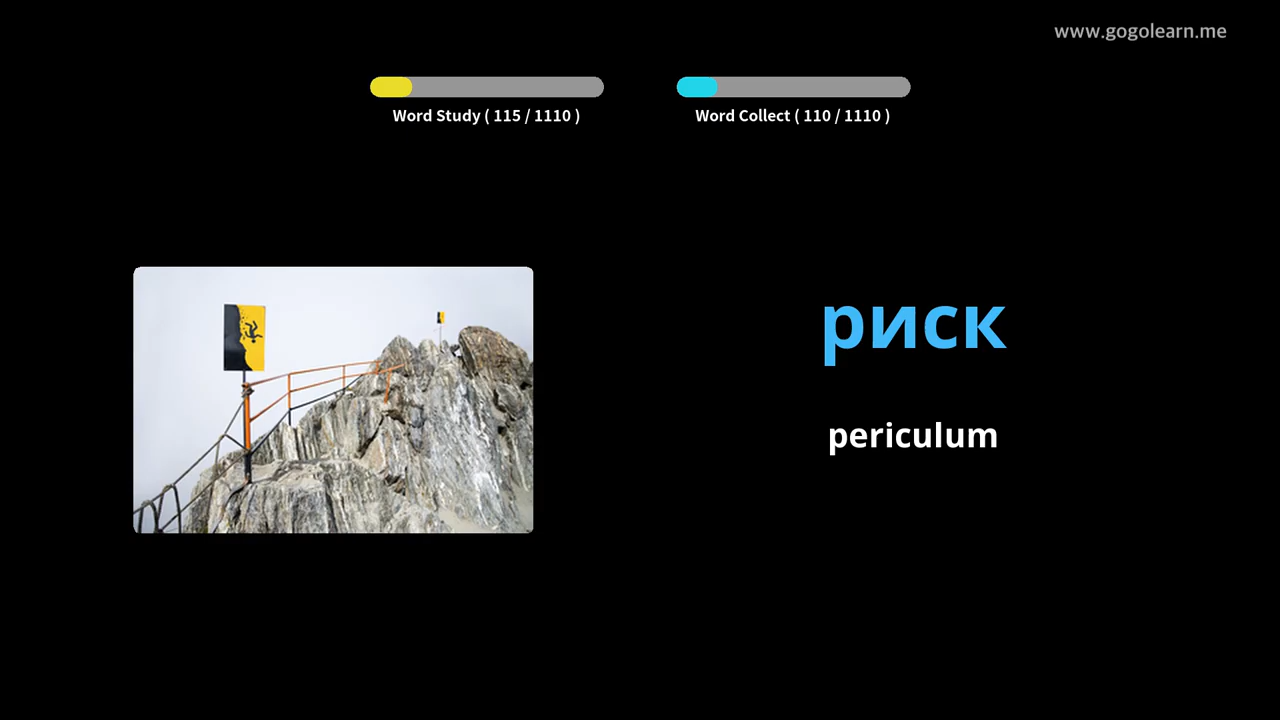 www.gogolearn.me
Word Study ( 115 / 1110 )
Word Collect ( 110 / 1110 )
риск
periculum